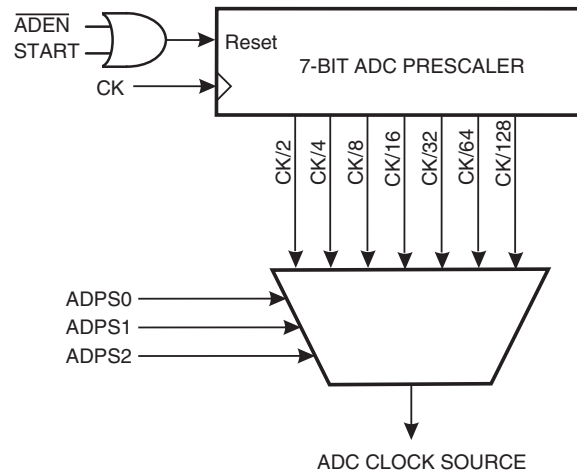 ADEN
START
Reset
7-BIT ADC PRESCALER
CK
CK/2
CK/4
CK/8
CK/16
CK/32
CK/64
CK/128
ADPS0
ADPS1
ADPS2
ADC CLOCK SOURCE